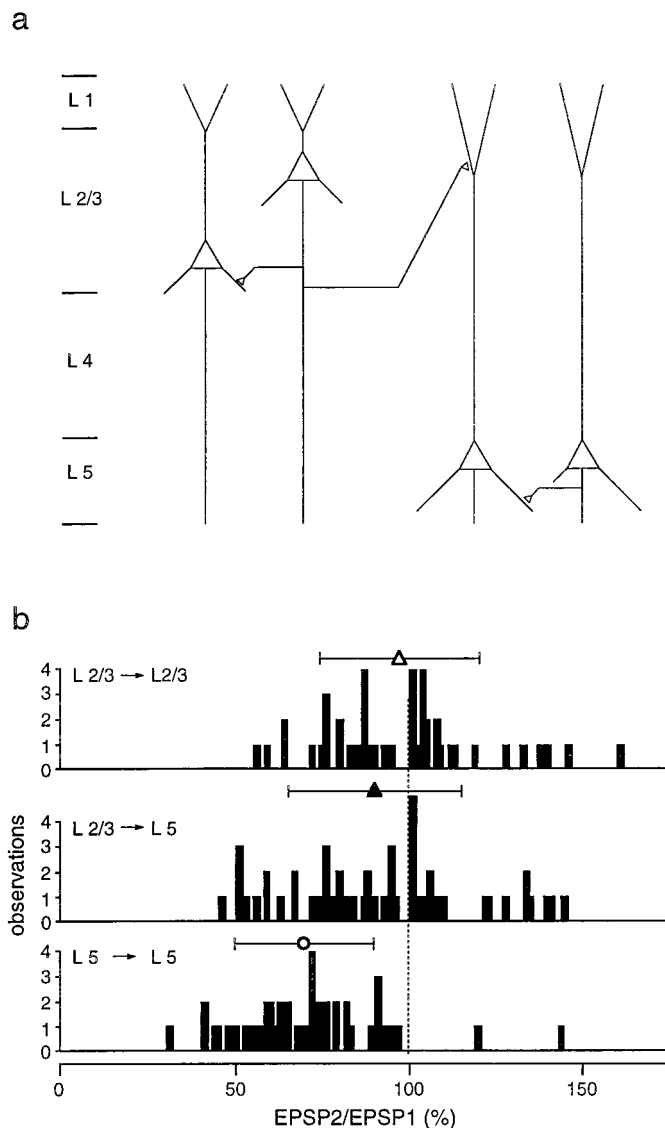 a
L 1
L 2/3
L 4
L 5
b
L 2/3 → L2/3
4
3
2
1
0
L 2/3 → L 5
4
3
2
1
0
L 5 → L 5
4
3
2
1
0
observations
0 50 100 150
EPSP2/EPSP1 (%)